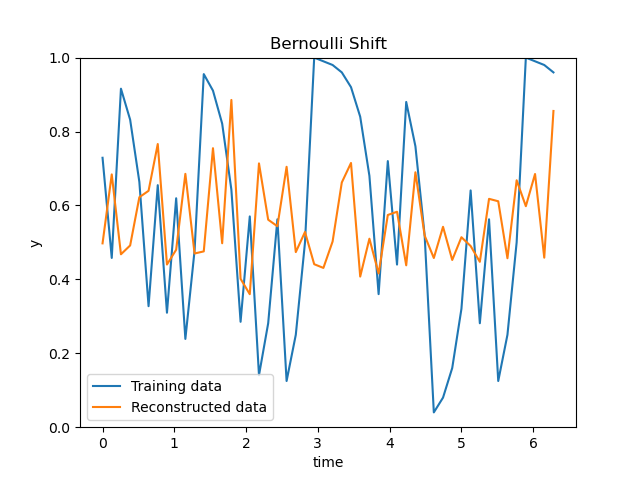 Bernoulli Shift
y
1.0
0.8
0.6
0.4
0.2
0.0
Training data
Reconstructed data
0 1 2 3 4 5 6
time